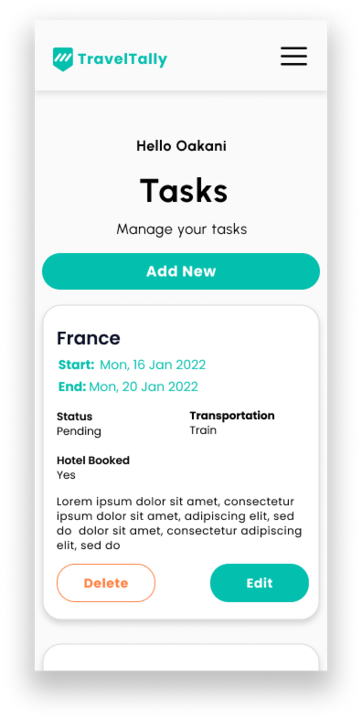 TravelTally
Hello Oakani
Tasks
Manage your tasks
Add New
France
Start: Mon, 16 Jan 2022
End: Mon, 20 Jan 2022
Status
Pending
Transportation
Train
Hotel Booked
Yes
Lorem ipsum dolor sit amet, consectetur
ipsum dolor sit amet, adipiscing elit, sed
do dolor sit amet, consectetur adipiscing
elit, sed do
Delete
Edit